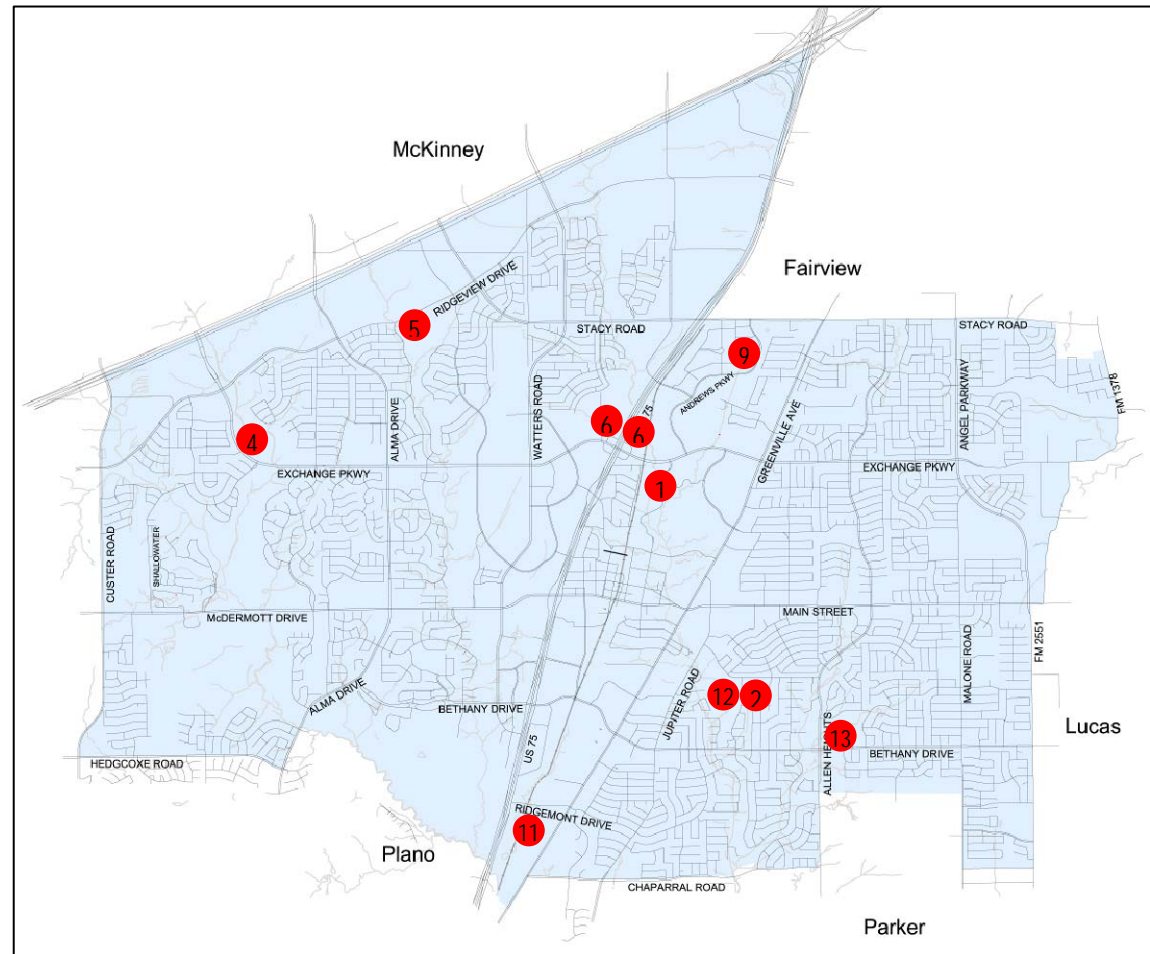 McKinney
Fairview
RIDGEVIEW DRIVE
5
STACY ROAD
STACY ROAD
9
ANDREWS PKWY
ANGEL PARKWAY
FM 1378
WATTERS ROAD
ALMA DRIVE
6
6
75
4
GREENVILLE AVE
EXCHANGE PKWY
EXCHANGE PKWY
1
CUSTER ROAD
SHALLOWATER
McDERMOTT DRIVE
MAIN STREET
MALONE ROAD
FM 2551
JUPITER ROAD
12
2
ALMA DRIVE
BETHANY DRIVE
Lucas
13
ALLEN HEIGHTS
BETHANY DRIVE
US 75
HEDGCOXE ROAD
RIDGEMONT DRIVE
11
Plano
CHAPARRAL ROAD
Parker